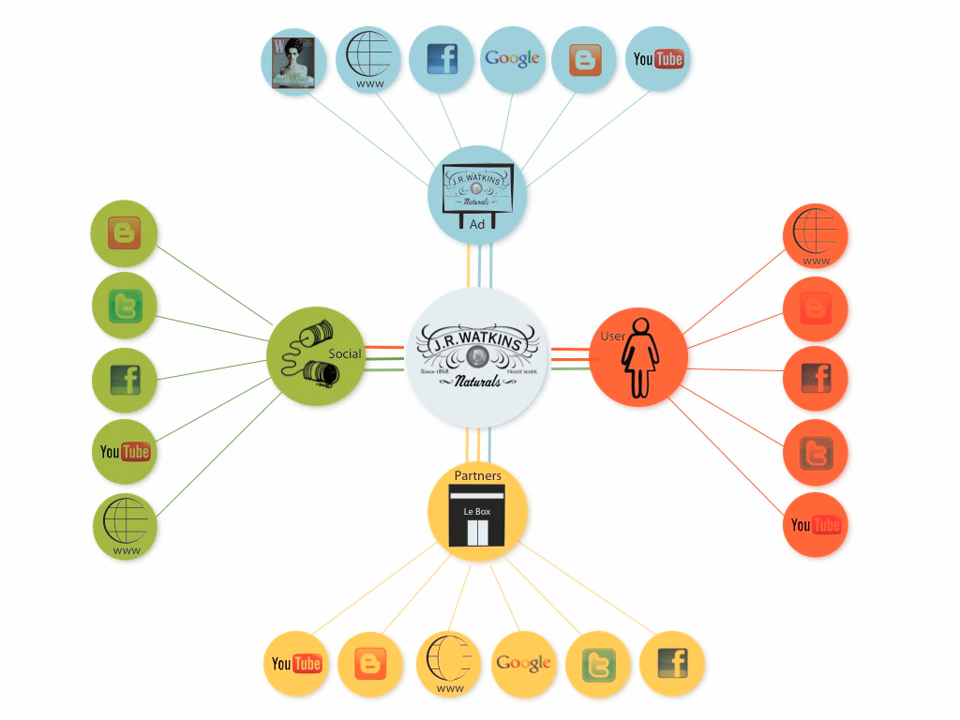 W
www
Google
You Tube
J.R.WATKINS
Naturals
Ad
www
t
f
You Tube
www
Social
J.R.WATKINS
Since 1868
TRADE MARK
Naturals
User
www
f
t
You Tube
Partners
Le Box
You Tube
www
Google
t
f